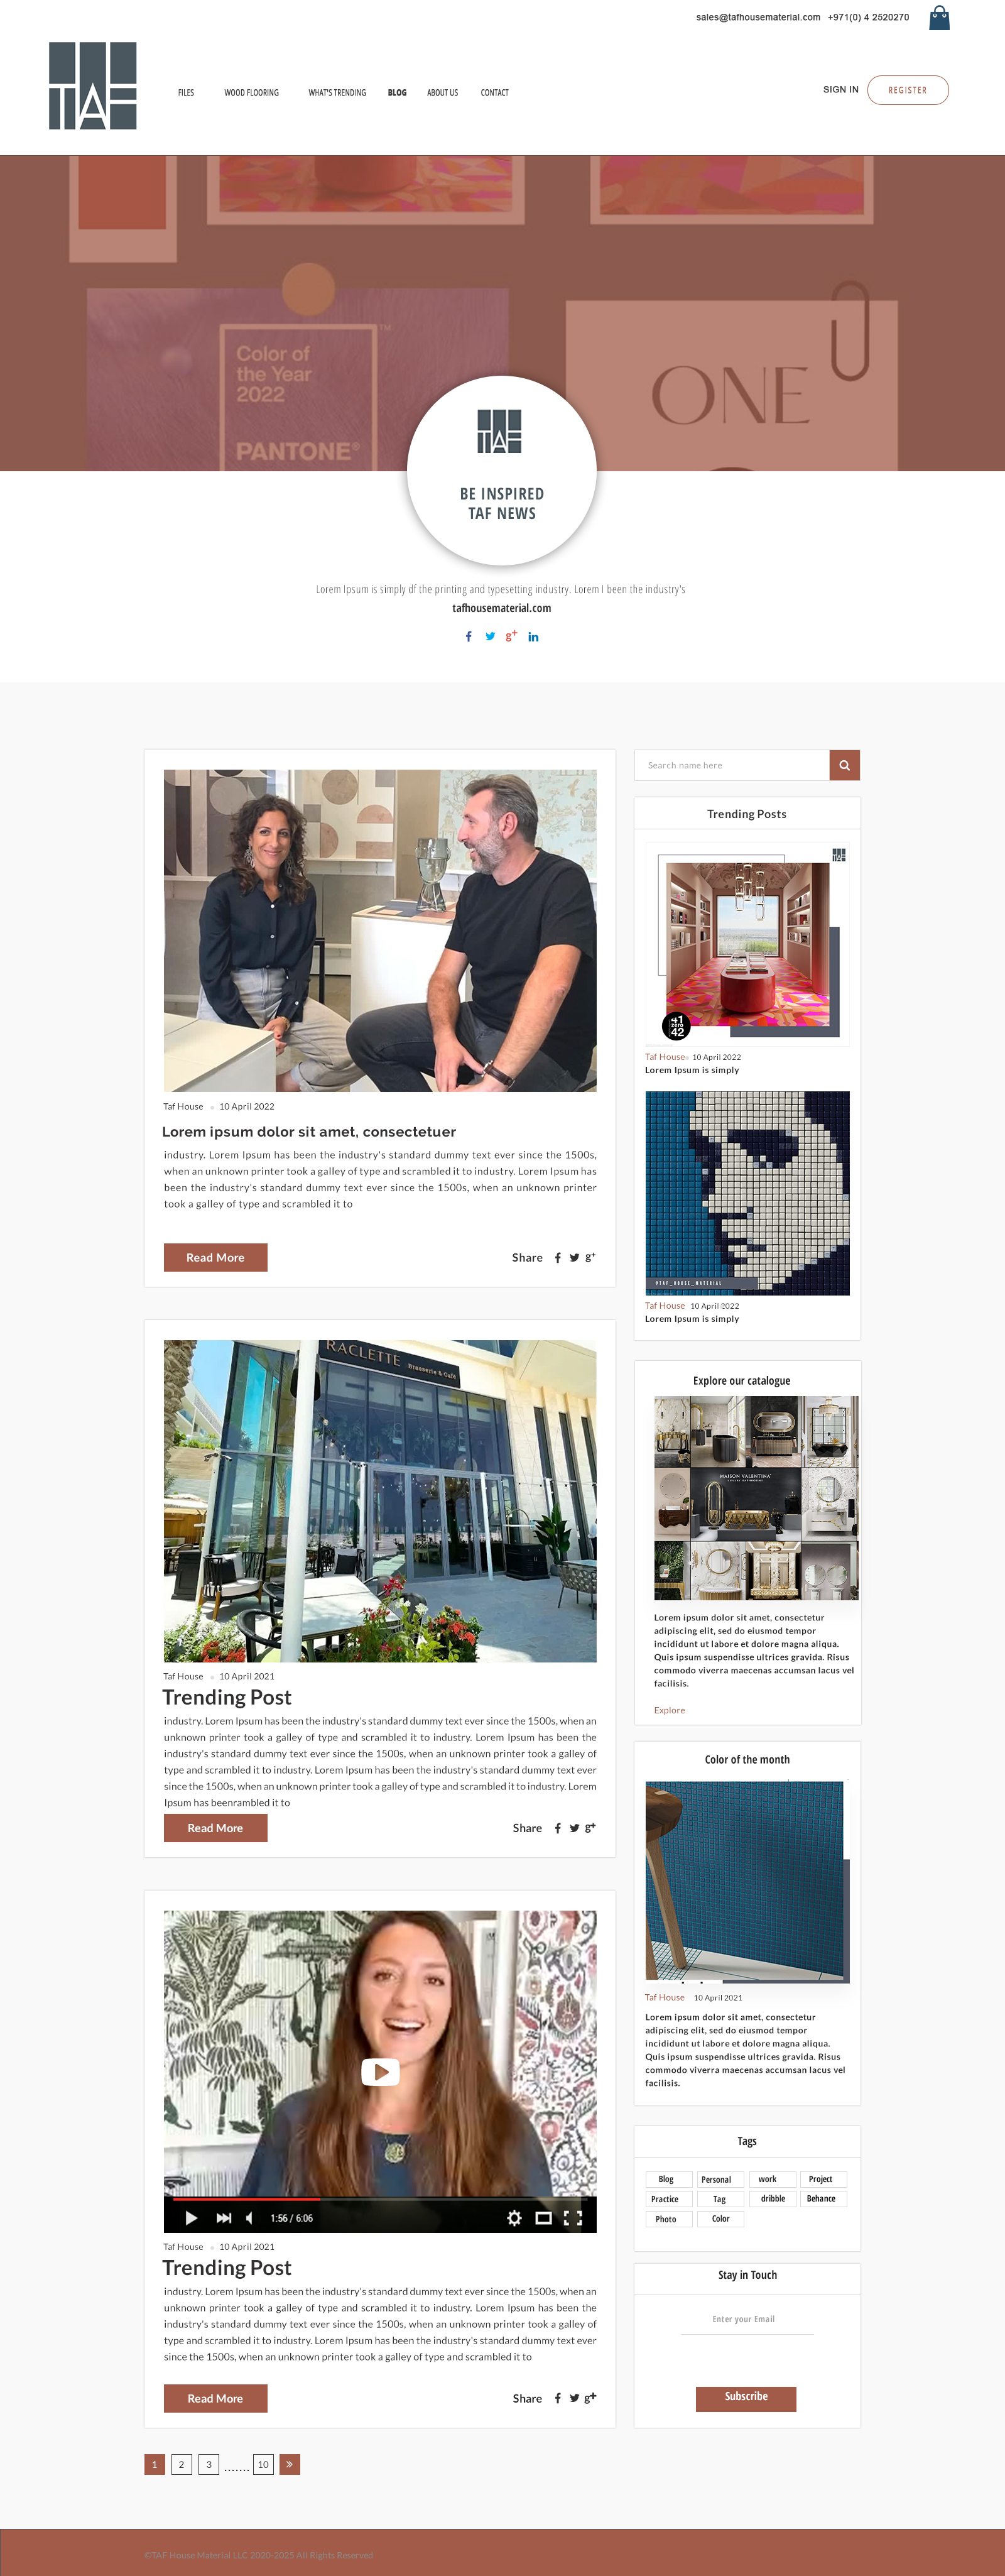 sales@tafhousematerial.com +971(0) 4 2520270
TAF
FILES WOOD FLOORING WHAT'S TRENDING BLOG ABOUT US CONTACT
SIGN IN REGISTER
Color of
the Year
2022
PANTONE®
TM
ONE
TAF
BE INSPIRED
TAF NEWS
Lorem Ipsum is simply df the printing and typesetting industry. Lorem I been the industry's
tafhousematerial.com
f g+ in
Taf House 10 April 2022
Lorem ipsum dolor sit amet, consectetuer
industry. Lorem Ipsum has been the industry's standard dummy text ever since the 1500s,
when an unknown printer took a galley of type and scrambled it to industry. Lorem Ipsum has
been the industry's standard dummy text ever since the 1500s, when an unknown printer
took a galley of type and scrambled it to
Read More Share f g+
RACLETTE
Brasserie & Café
Taf House 10 April 2021
Trending Post
industry. Lorem Ipsum has been the industry's standard dummy text ever since the 1500s, when an
unknown printer took a galley of type and scrambled it to industry. Lorem Ipsum has been the
industry's standard dummy text ever since the 1500s, when an unknown printer took a galley of
type and scrambled it to industry. Lorem Ipsum has been the industry's standard dummy text ever
since the 1500s, when an unknown printer took a galley of type and scrambled it to industry. Lorem
Ipsum has beenrambled it to
Read More Share f g+
1:56 / 6:06
Taf House 10 April 2021
Trending Post
industry. Lorem Ipsum has been the industry's standard dummy text ever since the 1500s, when an
unknown printer took a galley of type and scrambled it to industry. Lorem Ipsum has been the
industry's standard dummy text ever since the 1500s, when an unknown printer took a galley of
type and scrambled it to industry. Lorem Ipsum has been the industry's standard dummy text ever
since the 1500s, when an unknown printer took a galley of type and scrambled it to
Read More Share f g+
1 2 3 ....... 10 »
Search name here
Trending Posts
TAF
41
zero
42
Taf House 10 April 2022
Lorem Ipsum is simply
@TAF_HOUSE_MATERIAL
Taf House 10 April 2022
Lorem Ipsum is simply
Explore our catalogue
MAISON VALENTINA
Lorem ipsum dolor sit amet, consectetur
adipiscing elit, sed do eiusmod tempor
incididunt ut labore et dolore magna aliqua.
Quis ipsum suspendisse ultrices gravida. Risus
commodo viverra maecenas accumsan lacus vel
facilisis.
Explore
Color of the month
Taf House 10 April 2021
Lorem ipsum dolor sit amet, consectetur
adipiscing elit, sed do eiusmod tempor
incididunt ut labore et dolore magna aliqua.
Quis ipsum suspendisse ultrices gravida. Risus
commodo viverra maecenas accumsan lacus vel
facilisis.
Tags
Blog Personal work Project
Practice Tag dribble Behance
Photo Color
Stay in Touch
Enter your Email
Subscribe
©TAF House Material LLC 2020-2025 All Rights Reserved